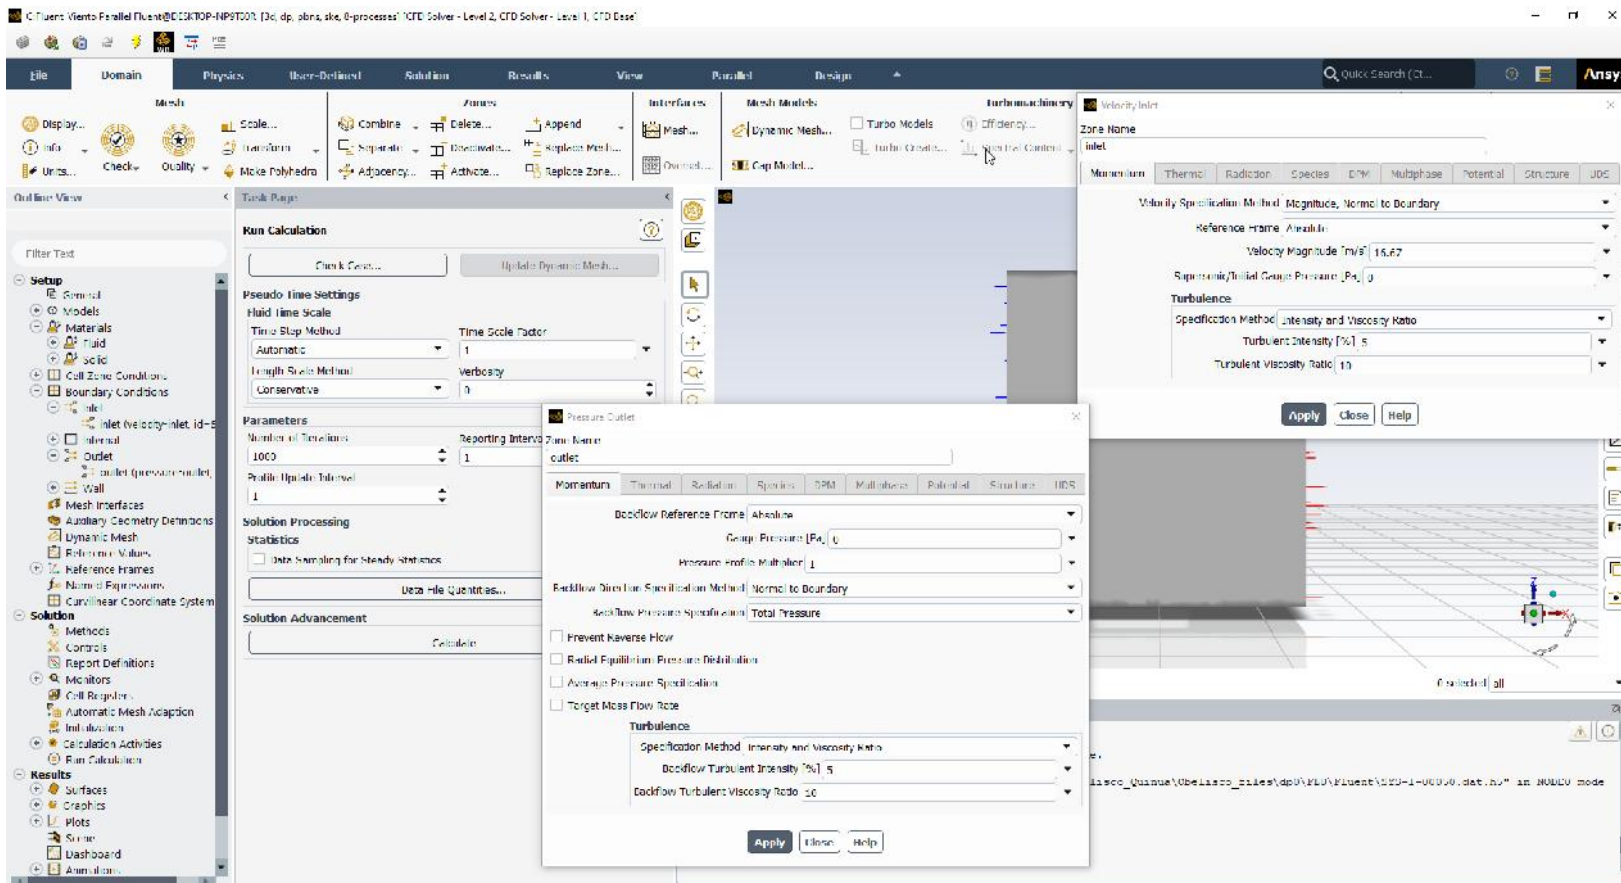 C:Fluent Viento Parallel Fluent@DESKTOP-NP9T80R [3d, dp, pbns, ske, 8-processes] [CFD Solver - Level 2, CFD Solver - Level 1, CFD Base]
File Domain Physics User-Defined Solution Results View Parallel Design
Quick Search (Ct...
Ansy
Mesh
Display...
Info
Units...
Check
Quality
Scale...
Transform
Make Polyhedra
Zones
Combine
Delete...
Append
Separate
Deactivate...
Replace Mesh...
Adjacency...
Activate...
Replace Zone...
Interfaces
Mesh...
Overset...
Mesh Models
Dynamic Mesh...
Cap Model...
Turbomachinery
Turbo Models
Efficiency...
Turbo Create...
Spectral Content
Outline View
Filter Text
Setup
General
Models
Materials
Fluid
Solid
Cell Zone Conditions
Boundary Conditions
Inlet
inlet (velocity-inlet, id=
Internal
Outlet
outlet (pressure-outlet,
Wall
Mesh Interfaces
Auxiliary Geometry Definitions
Dynamic Mesh
Reference Values
Reference Frames
Named Expressions
Curvilinear Coordinate System
Solution
Methods
Controls
Report Definitions
Monitors
Cell Registers
Automatic Mesh Adaption
Initialization
Calculation Activities
Run Calculation
Results
Surfaces
Graphics
Plots
Scene
Dashboard
Animations
Task Page
Run Calculation
Check Case...
Update Dynamic Mesh...
Pseudo Time Settings
Fluid Time Scale
Time Step Method
Time Scale Factor
Automatic
1
Length Scale Method
Verbosity
Conservative
0
Parameters
Number of Iterations
Reporting Interv
1000
1
Profile Update Interval
1
Solution Processing
Statistics
Data Sampling for Steady Statistics
Data File Quantities...
Solution Advancement
Calculate
Pressure Outlet
Zone Name
outlet
Momentum Thermal Radiation Species DPM Multiphase Potential Structure UDS
Backflow Reference Frame Absolute
Gauge Pressure [Pa] 0
Pressure Profile Multiplier 1
Backflow Direction Specification Method Normal to Boundary
Backflow Pressure Specification Total Pressure
Prevent Reverse Flow
Radial Equilibrium Pressure Distribution
Average Pressure Specification
Target Mass Flow Rate
Turbulence
Specification Method Intensity and Viscosity Ratio
Backflow Turbulent Intensity [%] 5
Backflow Turbulent Viscosity Ratio 10
Apply Close Help
Velocity Inlet
Zone Name
inlet
Momentum Thermal Radiation Species DPM Multiphase Potential Structure UDS
Velocity Specification Method Magnitude, Normal to Boundary
Reference Frame Absolute
Velocity Magnitude [m/s] 16.67
Supersonic/Initial Gauge Pressure [Pa] 0
Turbulence
Specification Method Intensity and Viscosity Ratio
Turbulent Intensity [%] 5
Turbulent Viscosity Ratio 10
Apply Close Help
Z
X
0 selected all
in NODE0 mode